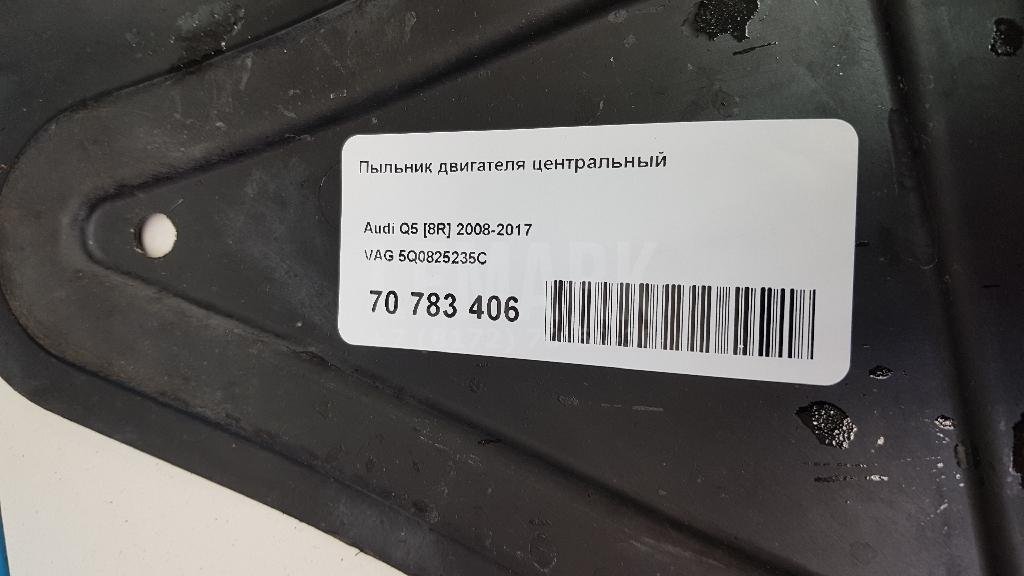 Пыльник двигателя центральный
Audi Q5 [8R] 2008-2017
VAG 5Q0825235C
70 783 406